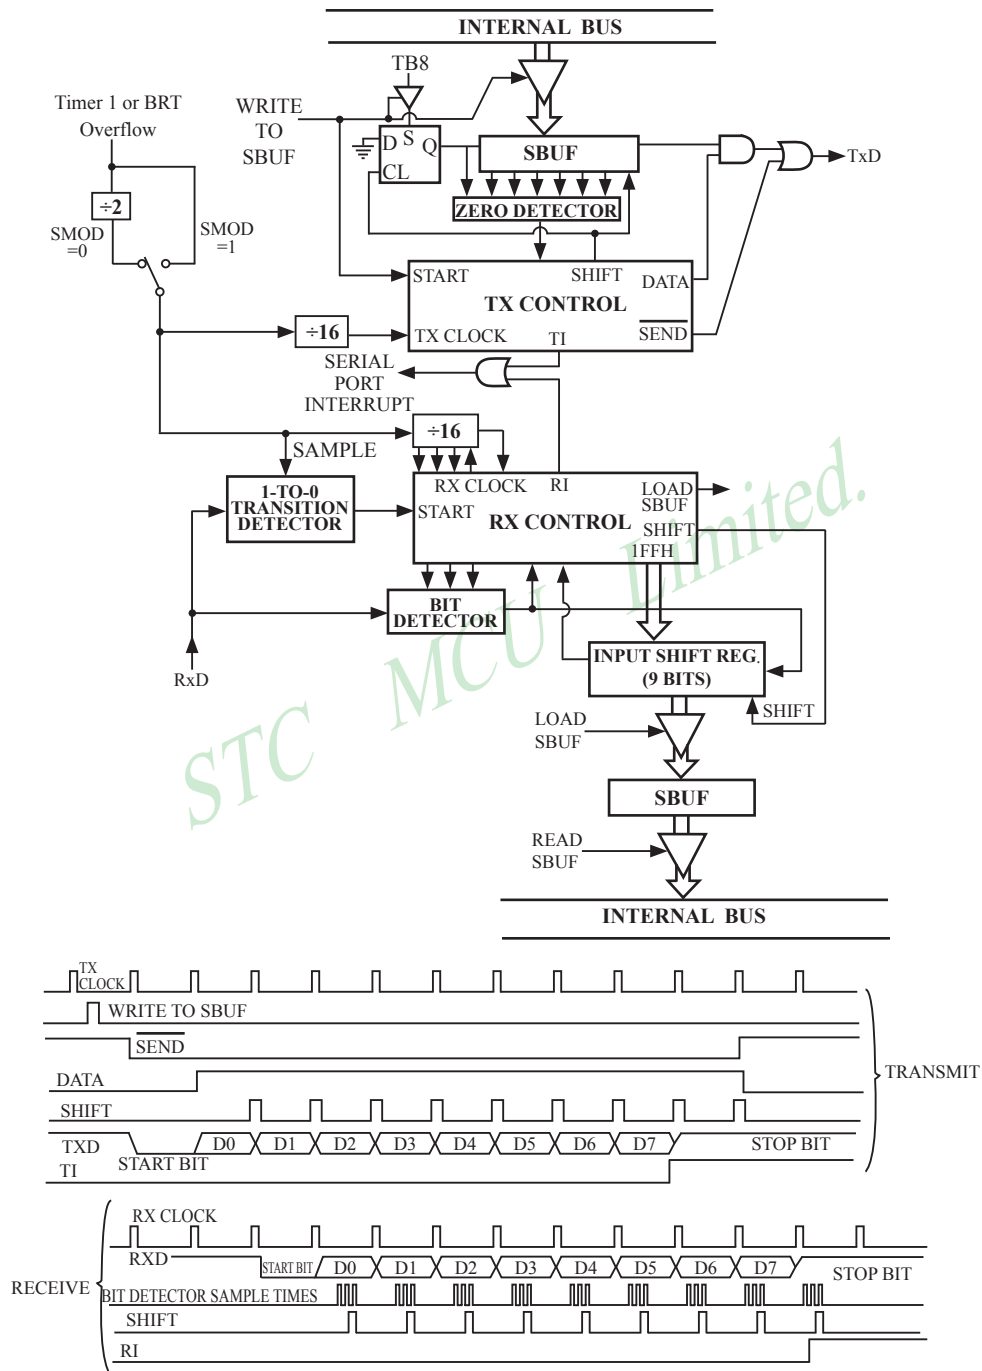 INTERNAL BUS
TB8
Timer 1 or BRT
Overflow
WRITE
TO
SBUF
D S Q
CL
SBUF
TxD
÷2
ZERO DETECTOR
SMOD
=0
SMOD
=1
START
SHIFT
DATA
TX CONTROL
÷16
TX CLOCK
TI
SEND
SERIAL
PORT
INTERRUPT
÷16
SAMPLE
1-TO-0
TRANSITION
DETECTOR
RX CLOCK
RI
LOAD
SBUF
START
RX CONTROL
SHIFT
1FFH
BIT
DETECTOR
RxD
INPUT SHIFT REG.
(9 BITS)
SHIFT
LOAD
SBUF
SBUF
READ
SBUF
INTERNAL BUS
STC MCU Limited.
TX
CLOCK
WRITE TO SBUF
SEND
DATA
TRANSMIT
SHIFT
TXD
START BIT
D0 D1 D2 D3 D4 D5 D6 D7
STOP BIT
TI
RX CLOCK
RXD
START BIT
D0 D1 D2 D3 D4 D5 D6 D7
STOP BIT
RECEIVE
BIT DETECTOR SAMPLE TIMES
SHIFT
RI